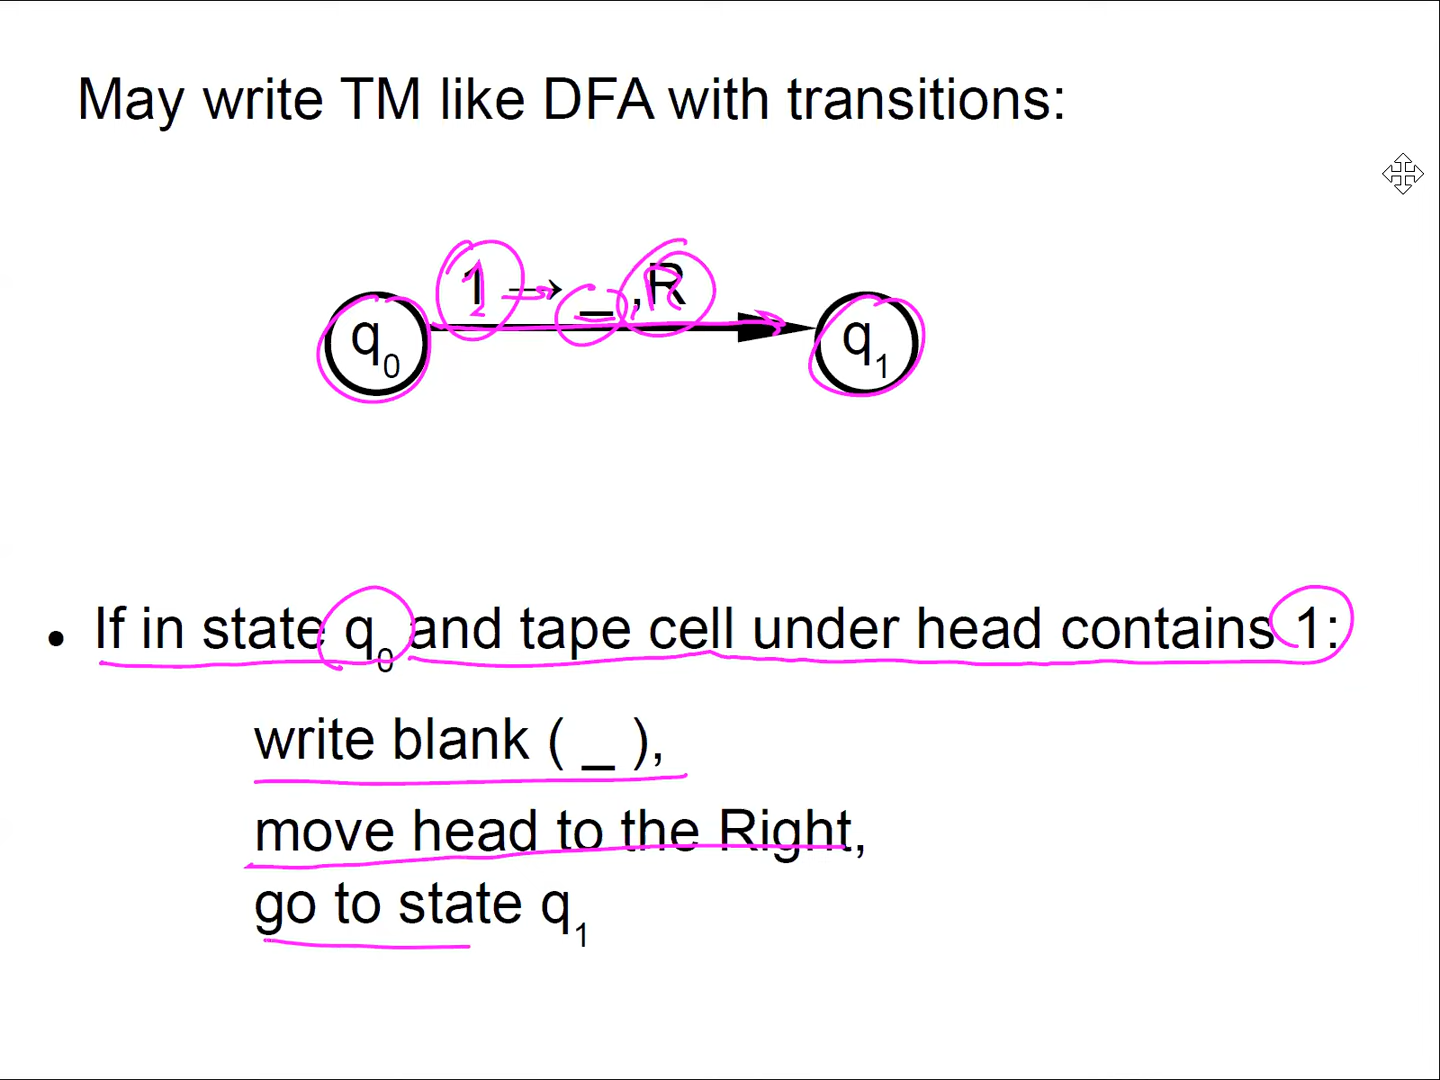 May write TM like DFA with transitions:
1 → _ ,R
q0 q1
• If in state q0 and tape cell under head contains 1:
write blank ( _ ),
move head to the Right,
go to state q1